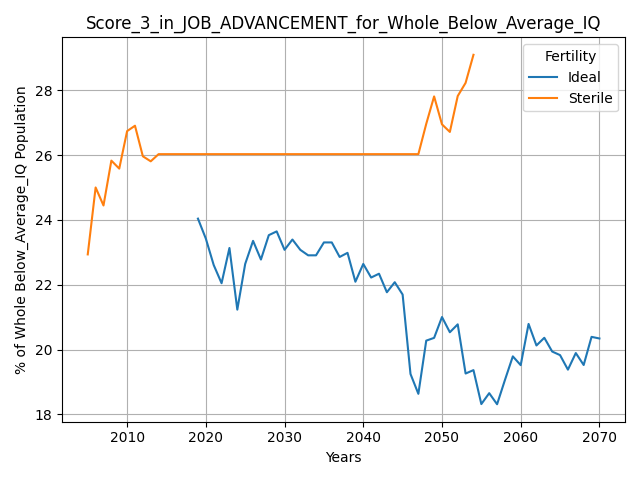 Score_3_in_JOB_ADVANCEMENT_for_Whole_Below_Average_IQ
Fertility
Ideal
Sterile
% of Whole Below_Average_IQ Population
28
26
24
22
20
18
2010
2020
2030
2040
2050
2060
2070
Years